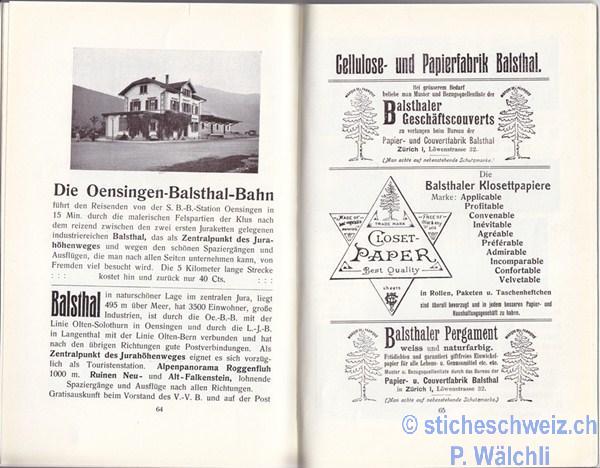 Die Oensingen-Balsthal-Bahn
führt den Reisenden von der S. B.-B.-Station Oensingen in
15 Min. durch die malerischen Felspartien der Klus nach
dem reizend zwischen den zwei ersten Juraketten gelegenen
industriereichen Balsthal, das als Zentralpunkt des Jura-
höhenweges und wegen den schönen Spaziergängen und
Ausflügen, die man nach allen Seiten unternehmen kann, von
Fremden viel besucht wird. Die 5 Kilometer lange Strecke
: : : kostet hin und zurück nur 40 Cts. : : :
Balsthal in naturschöner Lage im zentralen Jura, liegt
495 m über Meer, hat 3500 Einwohner, große
Industrien, ist durch die Oe.-B.-B. mit der
Linie Olten-Solothurn in Oensingen und durch die L.-J.-B.
in Langenthal mit der Linie Olten-Bern verbunden und hat
nach den übrigen Richtungen gute Postverbindungen. Als
Zentralpunkt des Jurahöhenweges eignet es sich vorzüg-
lich als Touristenstation. Alpenpanorama Roggenfluh
1000 m. Ruinen Neu- und Alt-Falkenstein, lohnende
Spaziergänge und Ausflüge nach allen Richtungen.
Gratisauskunft beim Vorstand des V.-V. B. und auf der Post
64
Cellulose- und Papierfabrik Balsthal.
Bei grösserem Bedarf
beliebe man Muster und Bezugsquellenliste der
Balsthaler
Geschäftscouverts
zu verlangen beim Bureau der
Papier- und Couvertfabrik Balsthal
Zürich I, Löwenstrasse 32.
(Man achte auf nebenstehende Schutzmarke.)
Die
Balsthaler Klosettpapiere
Marke: Applicable
Profitable
Convenable
Inévitable
Agréable
Préférable
Admirable
Incomparable
Confortable
Velvetable
in Rollen, Paketen u. Taschenheftchen
sind überall bevorzugt und in jedem besseren Papier- und
Haushaltungsgeschäft zu haben.
TRADE MARK
CLOSET-
PAPER
Best Quality
sheets
Balsthaler Pergament
weiss und naturfarbig.
Fettdichtes und garantiert giftfreies Einwickel-
papier für alle Lebens- u. Genussmittel etc. etc.
Muster u. Bezugsquellenliste durch das Bureau der
Papier- u. Couvertfabrik Balsthal
in Zürich I, Löwenstrasse 32.
(Man achte auf nebenstehende Schutzmarke.)
65
© sticheschweiz.ch
P. Wälchli